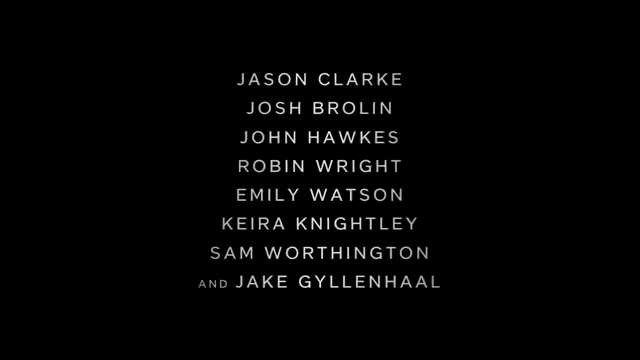 JASON CLARKE
JOSH BROLIN
JOHN HAWKES
ROBIN WRIGHT
EMILY WATSON
KEIRA KNIGHTLEY
SAM WORTHINGTON
AND JAKE GYLLENHAAL